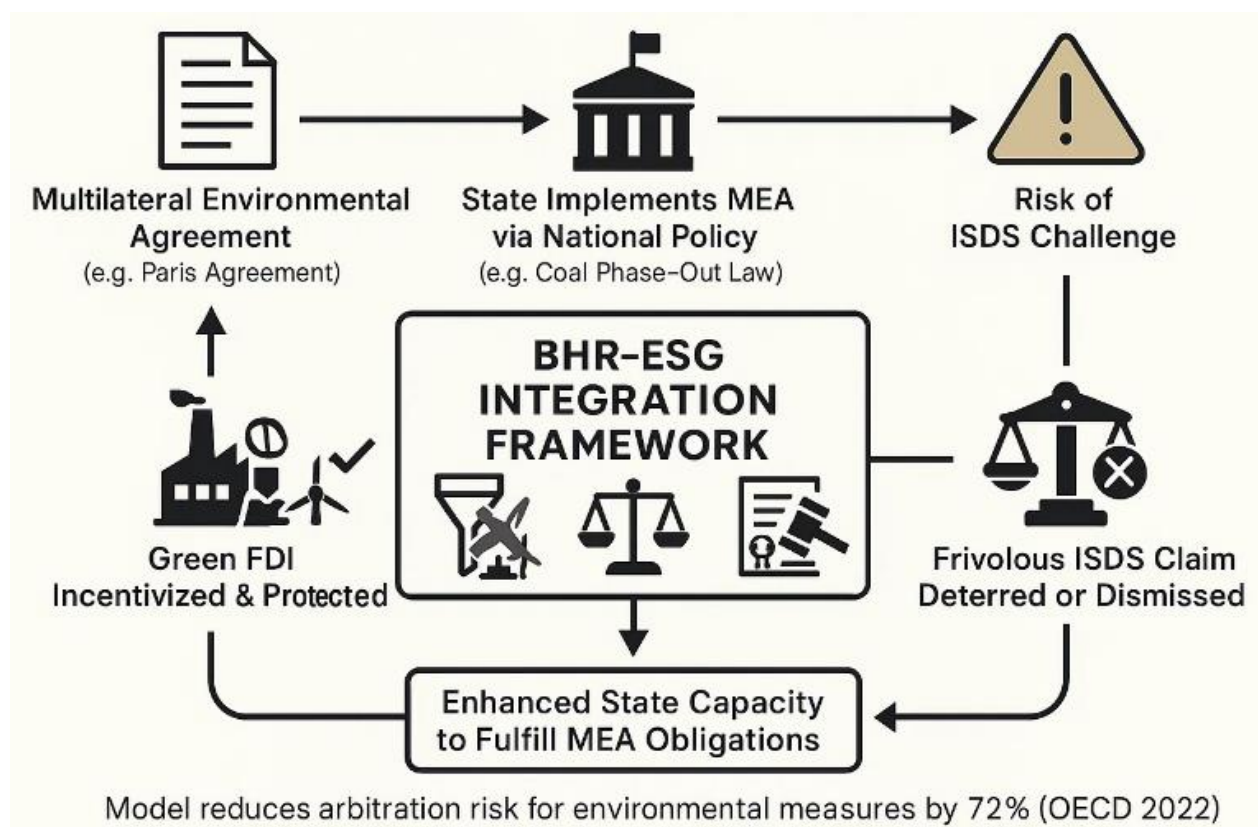 Multilateral Environmental
Agreement
(e.g. Paris Agreement)
State Implements MEA
via National Policy
(e.g. Coal Phase-Out Law)
Risk of
ISDS Challenge
BHR-ESG
INTEGRATION
FRAMEWORK
Green FDI
Incentivized & Protected
Frivolous ISDS Claim
Deterred or Dismissed
Enhanced State Capacity
to Fulfill MEA Obligations
Model reduces arbitration risk for environmental measures by 72% (OECD 2022)